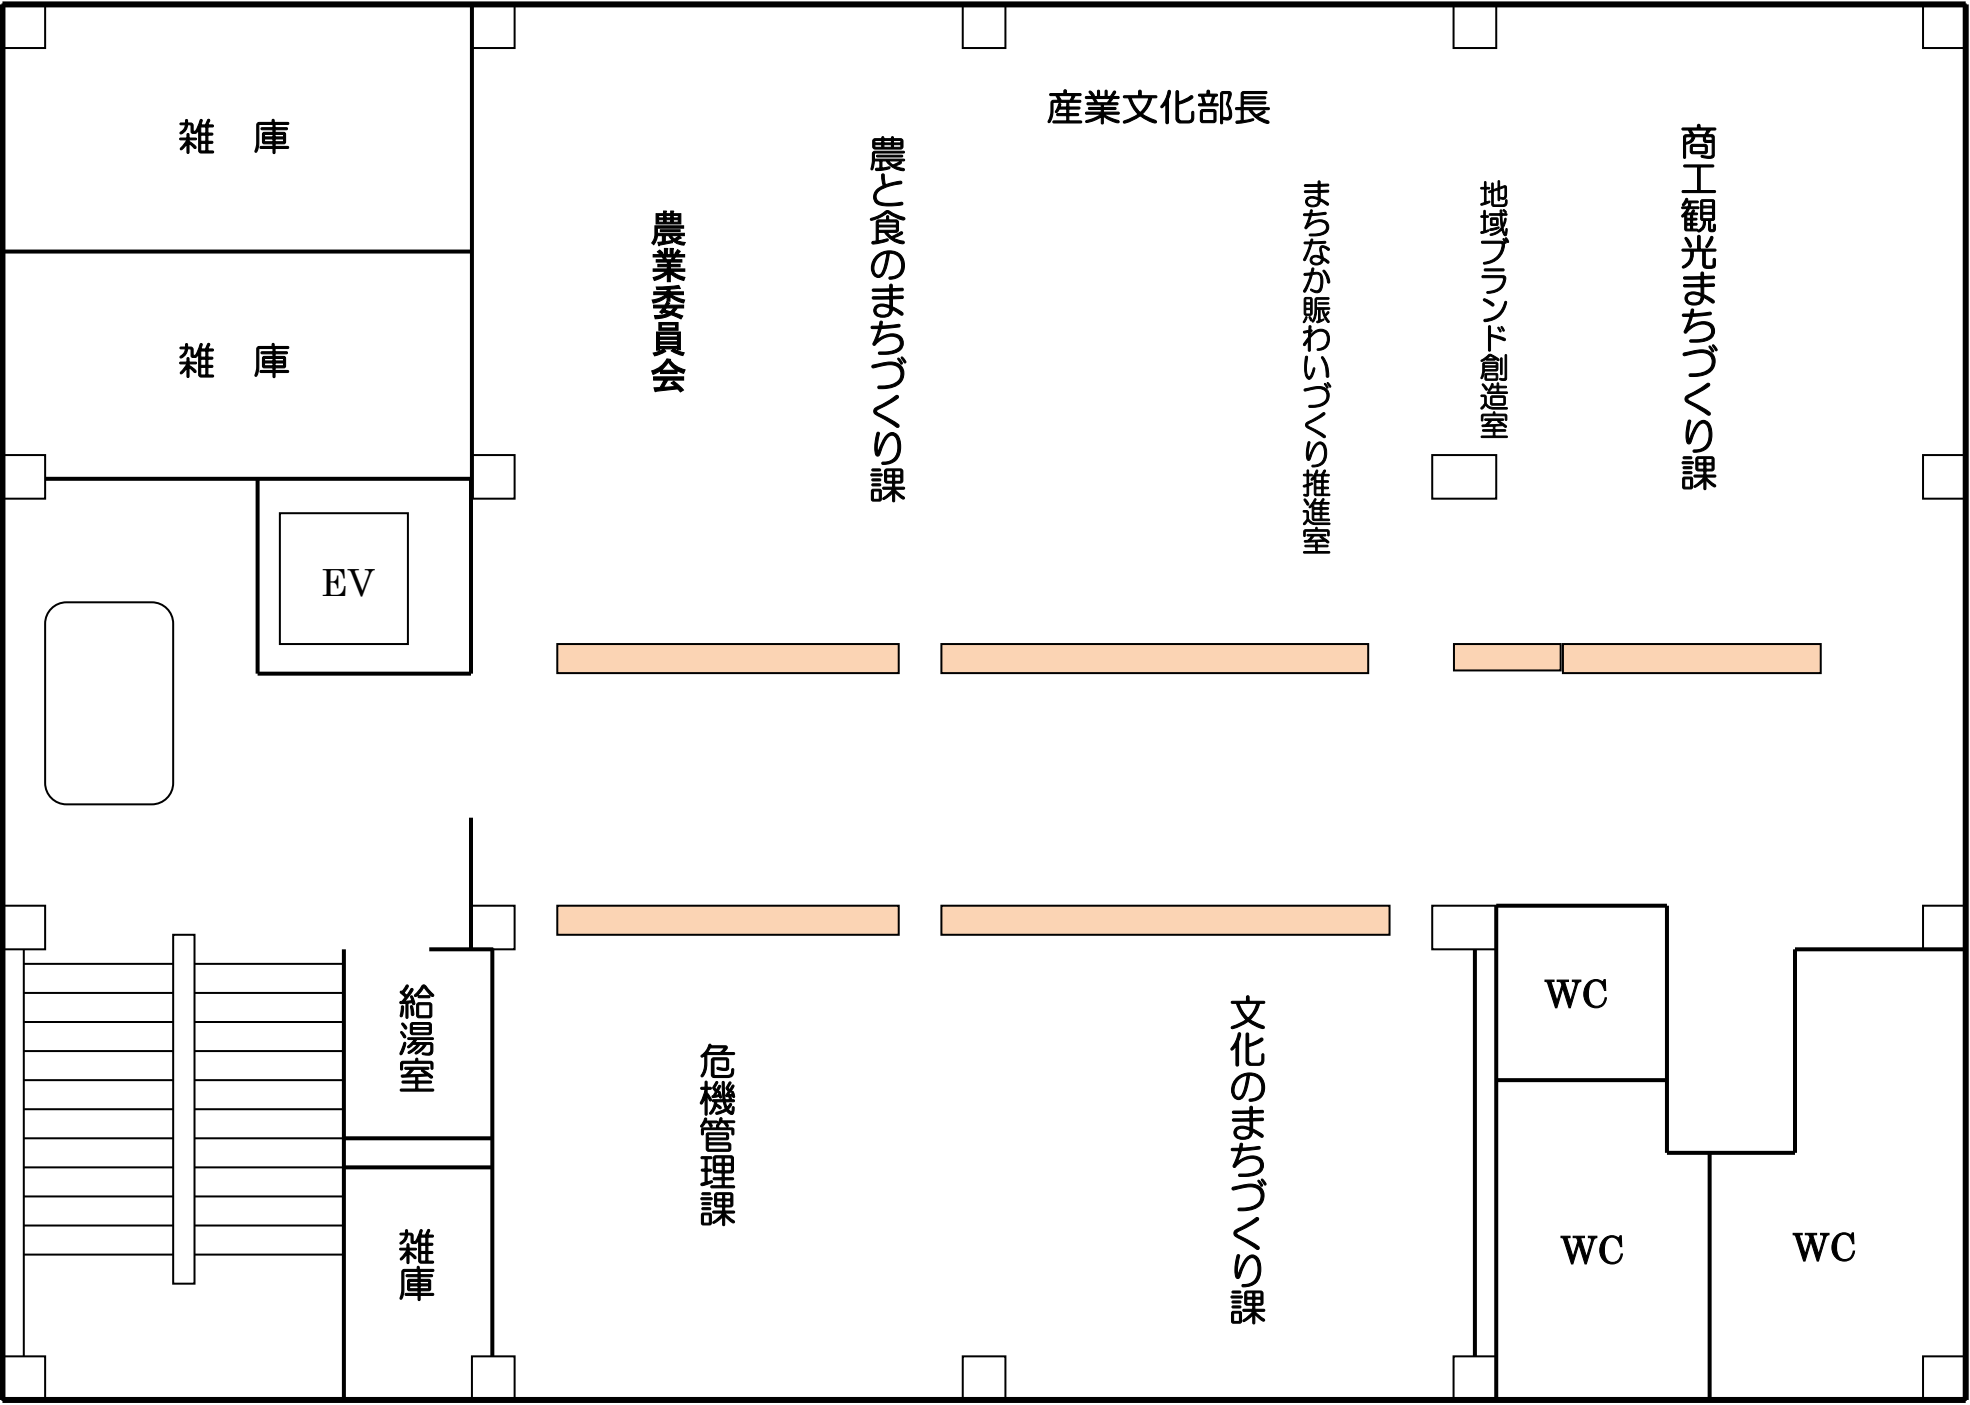 産業文化部長
雑　庫
農業委員会
農と食のまちづくり課
まちなか賑わいづくり推進室
地域ブランド創造室
商工観光まちづくり課
雑　庫
EV
給湯室
雑庫
危機管理課
文化のまちづくり課
WC
WC
WC